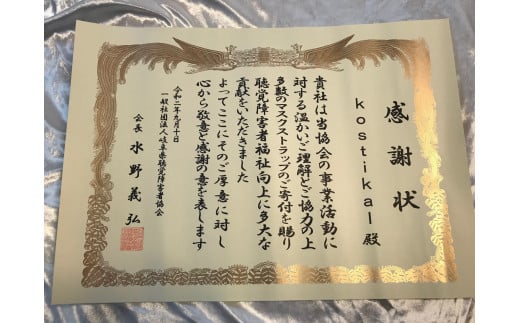 感謝状
kostikal 殿
貴社は当協会の事業活動に
対する温かいご理解とご協力の上
多数のマスクストラップのご寄付を賜り
聴覚障害者福祉向上に多大な
貢献をいただきました
よってここにそのご厚意に対し
心から敬意と感謝の意を表します
令和二年九月十日
一般社団法人岐阜県聴覚障害者協会
会長 水野義弘